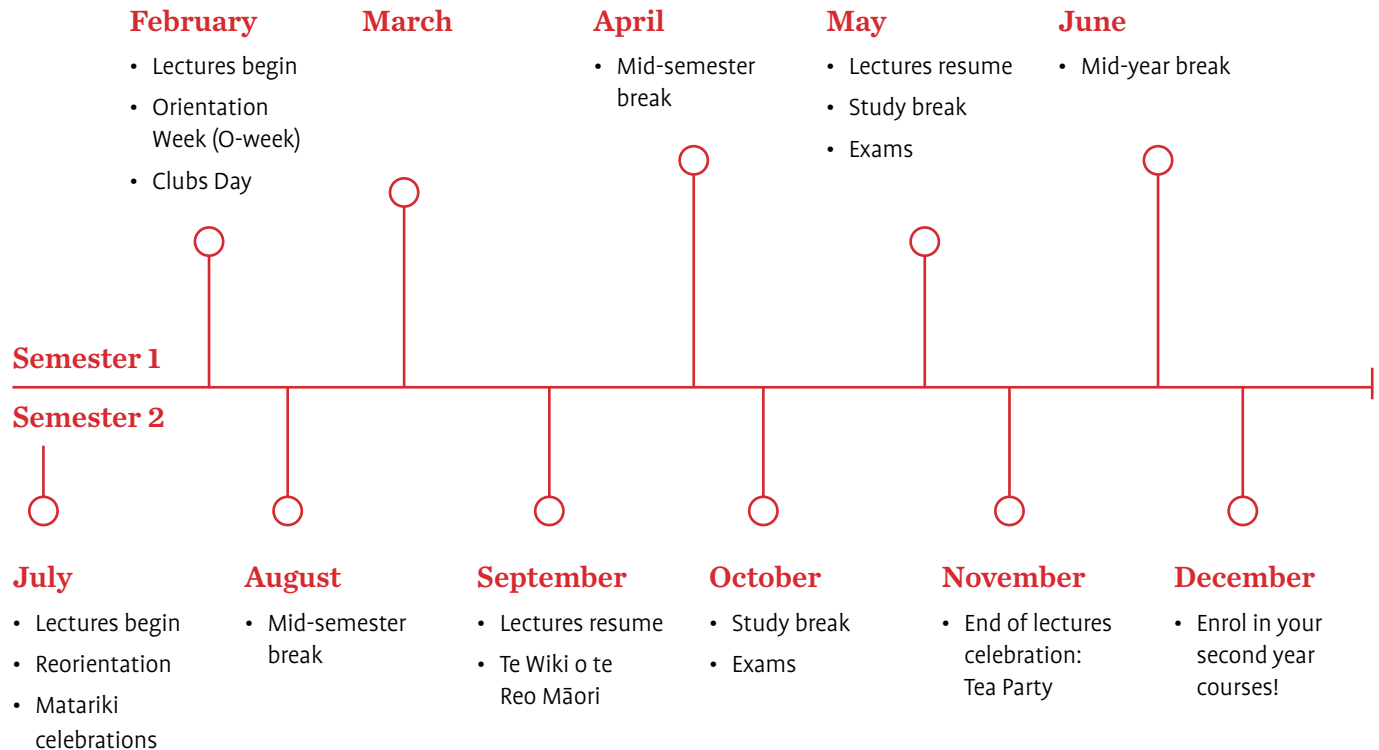 February
• Lectures begin
• Orientation
Week (O-week)
• Clubs Day
March
April
• Mid-semester
break
May
• Lectures resume
• Study break
• Exams
June
• Mid-year break
Semester 1
Semester 2
July
• Lectures begin
• Reorientation
• Matariki
celebrations
August
• Mid-semester
break
September
• Lectures resume
• Te Wiki o te
Reo Māori
October
• Study break
• Exams
November
• End of lectures
celebration:
Tea Party
December
• Enrol in your
second year
courses!